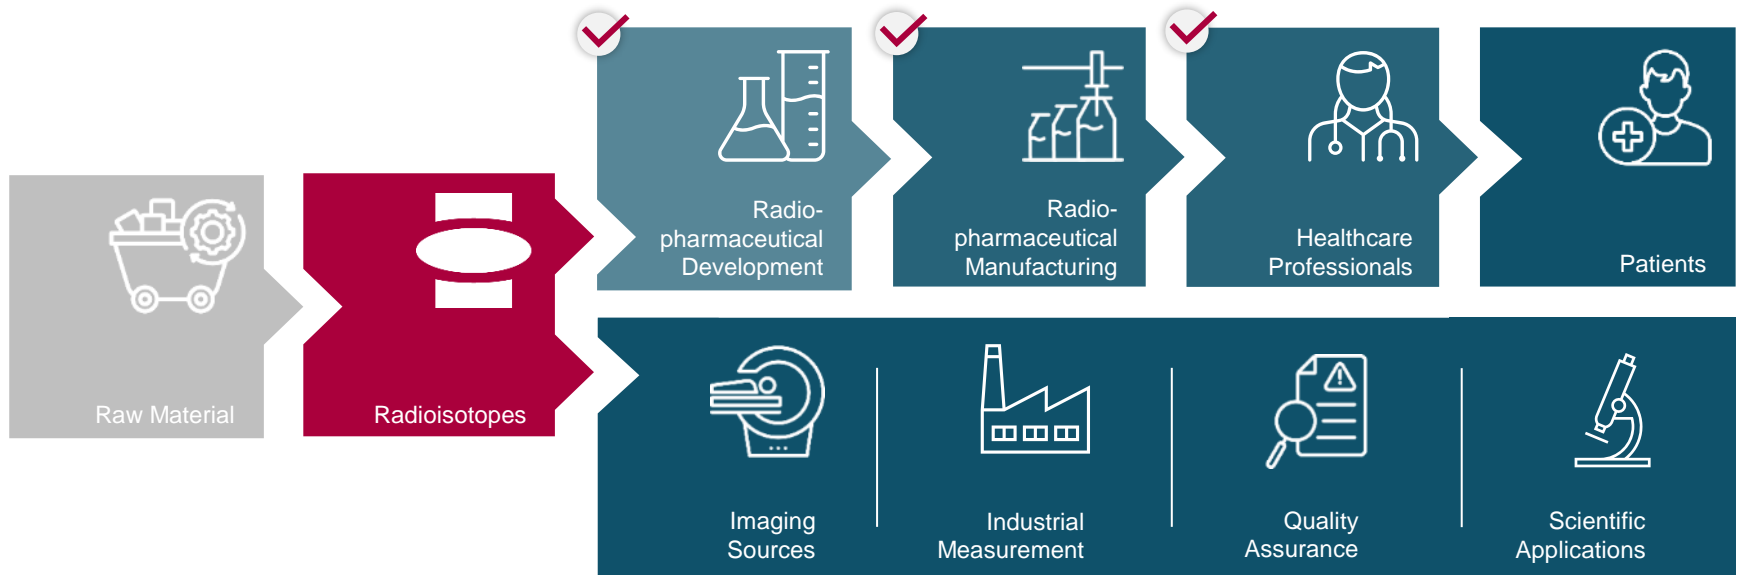 Raw Material
Radioisotopes
Radio-
pharmaceutical
Development
Radio-
pharmaceutical
Manufacturing
Healthcare
Professionals
Patients
Imaging
Sources
Industrial
Measurement
Quality
Assurance
Scientific
Applications